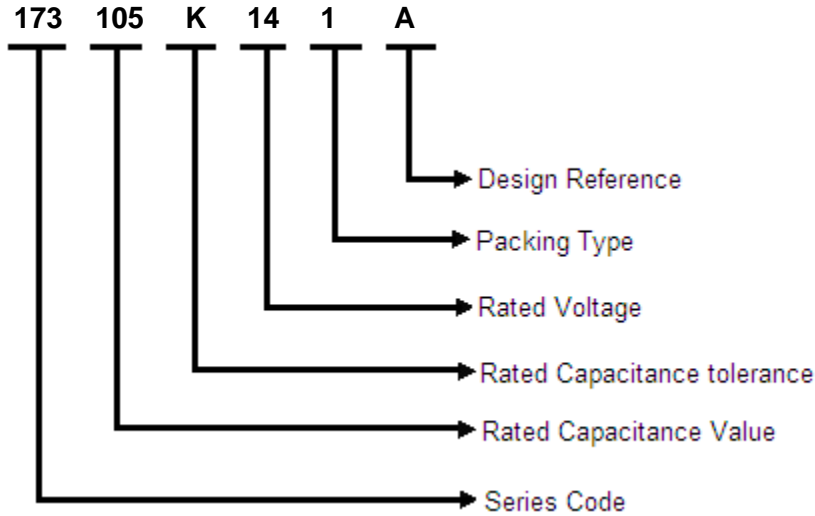 173 105 K 14 1 A
Design Reference
Packing Type
Rated Voltage
Rated Capacitance tolerance
Rated Capacitance Value
Series Code